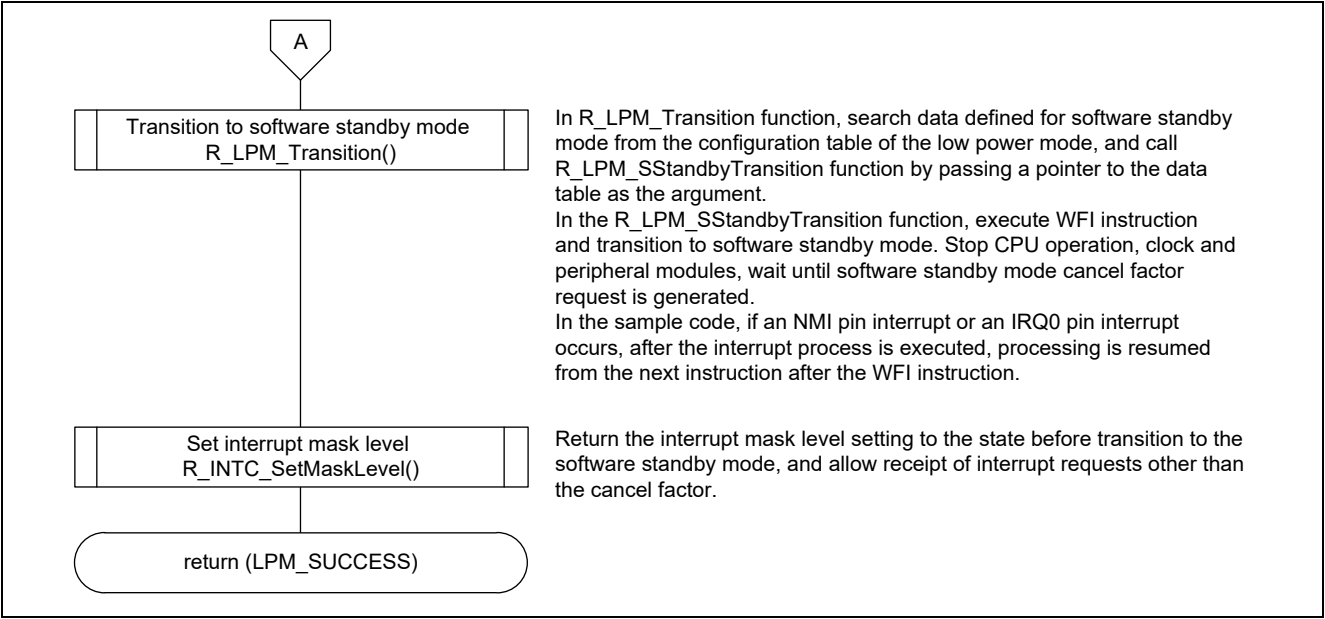 A
Transition to software standby mode
R_LPM_Transition()
In R_LPM_Transition function, search data defined for software standby
mode from the configuration table of the low power mode, and call
R_LPM_SStandbyTransition function by passing a pointer to the data
table as the argument.
In the R_LPM_SStandbyTransition function, execute WFI instruction
and transition to software standby mode. Stop CPU operation, clock and
peripheral modules, wait until software standby mode cancel factor
request is generated.
In the sample code, if an NMI pin interrupt or an IRQ0 pin interrupt
occurs, after the interrupt process is executed, processing is resumed
from the next instruction after the WFI instruction.
Set interrupt mask level
R_INTC_SetMaskLevel()
Return the interrupt mask level setting to the state before transition to the
software standby mode, and allow receipt of interrupt requests other than
the cancel factor.
return (LPM_SUCCESS)